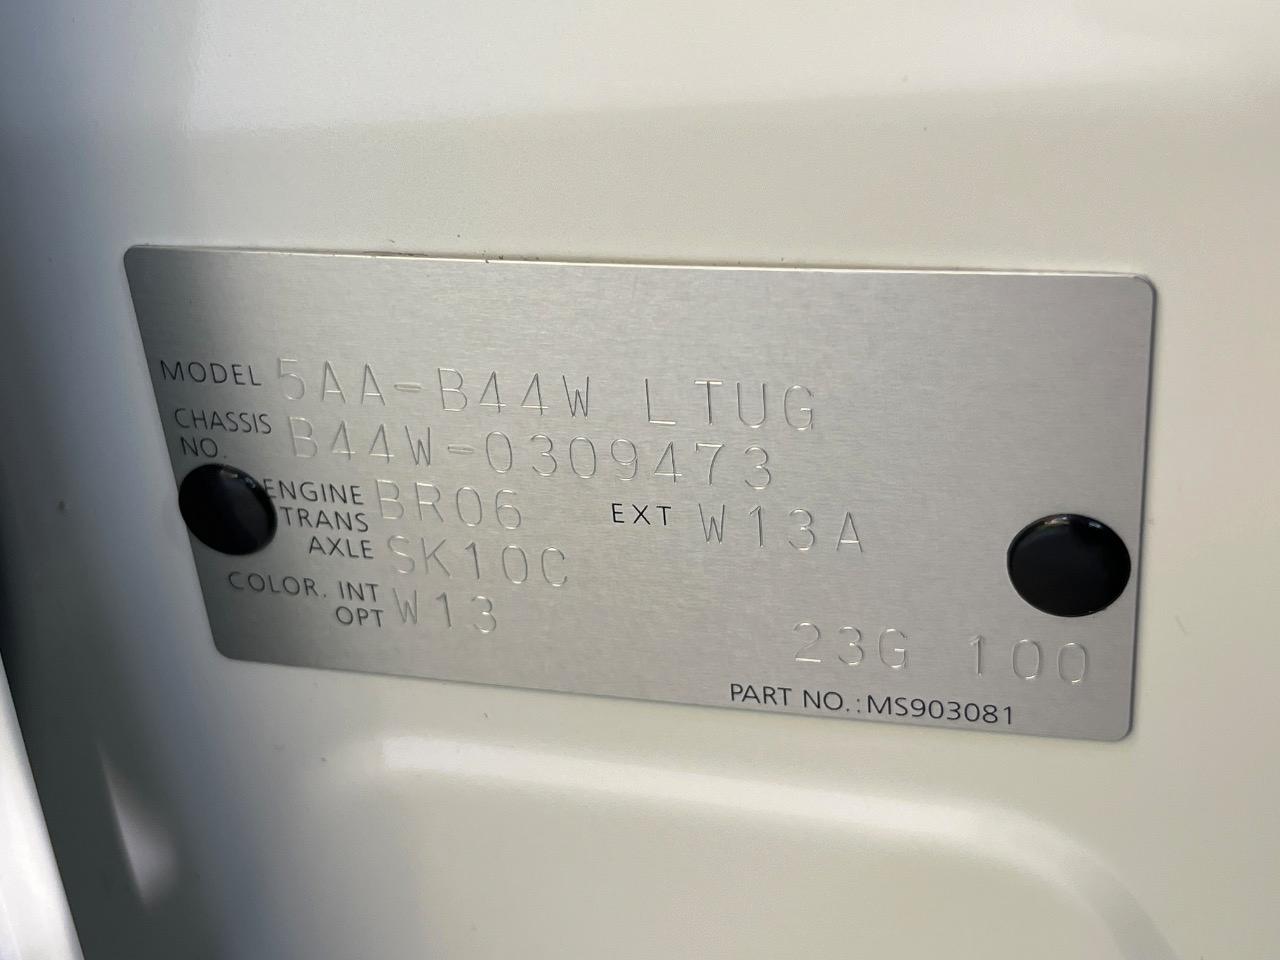 MODEL 5AA-B44W LTUG
CHASSIS NO. B44W-0309473
ENGINE BR06 EXT W13A
TRANS AXLE SK10C
COLOR. INT OPT W13
23G 100
PART NO.:MS903081